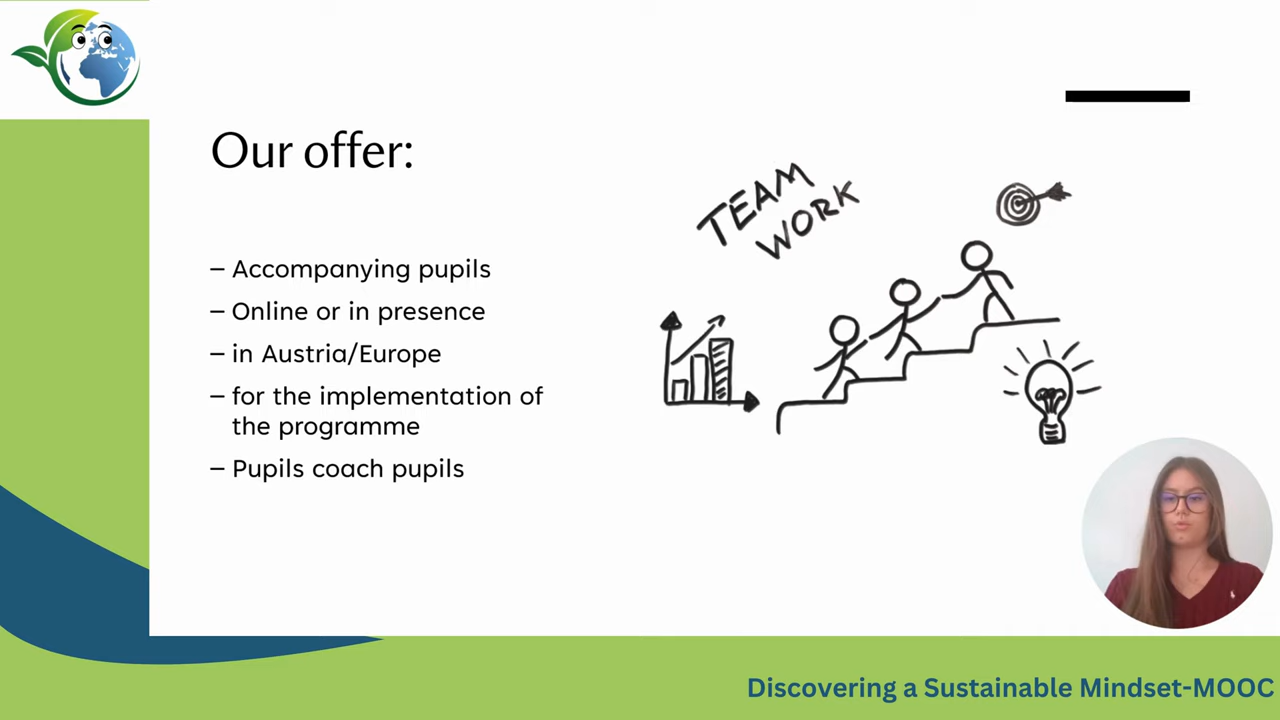 Our offer:
TEAM
WORK
– Accompanying pupils
– Online or in presence
– in Austria/Europe
– for the implementation of
the programme
– Pupils coach pupils
Discovering a Sustainable Mindset-MOOC